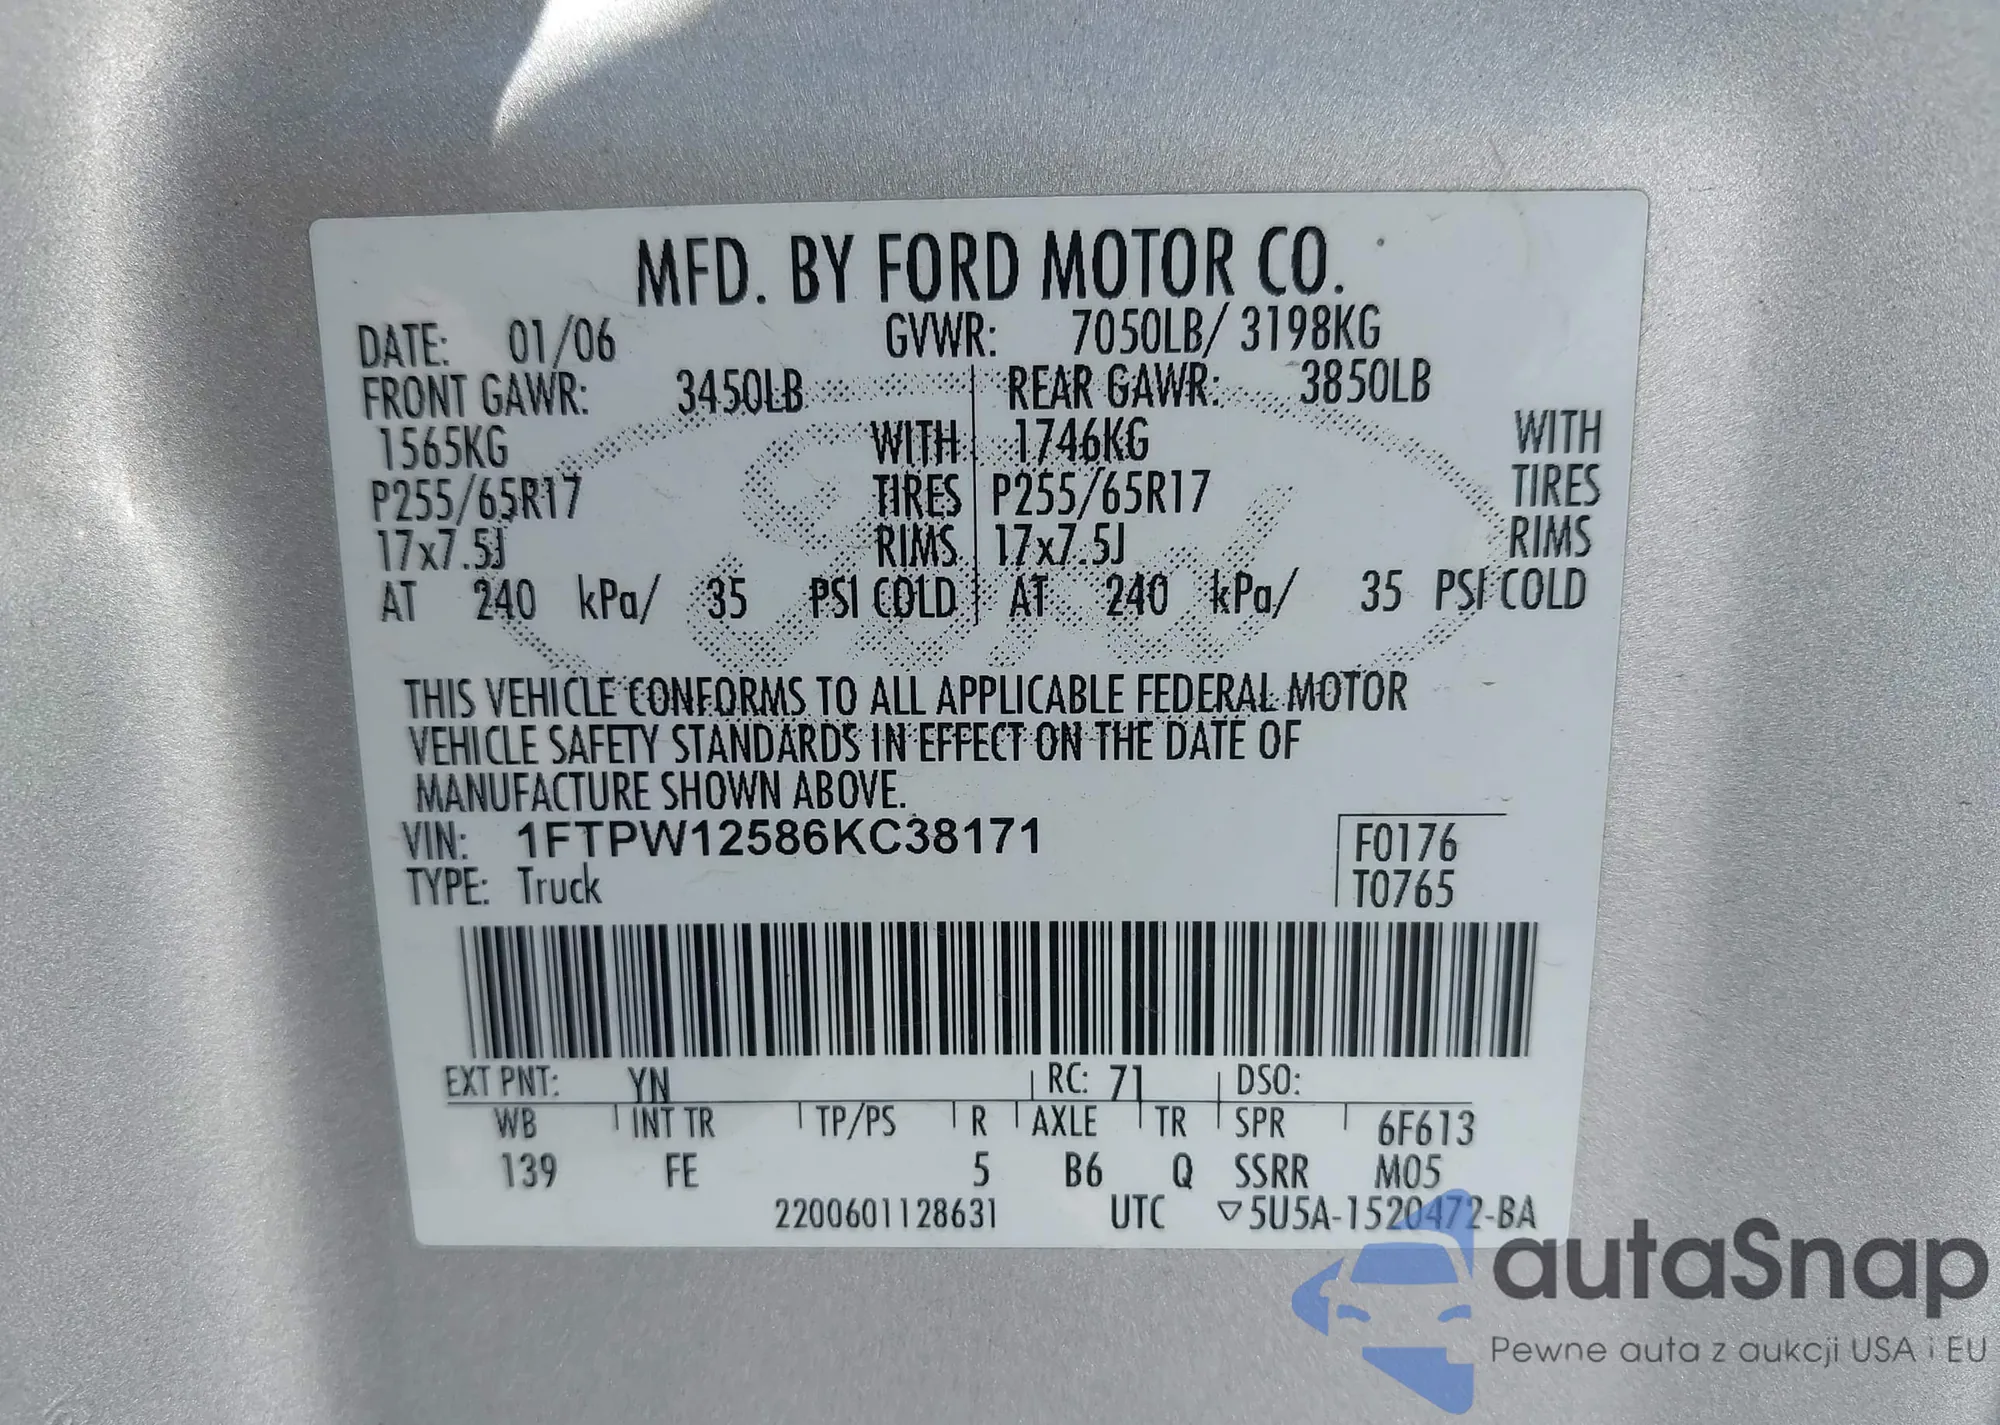 MFD. BY FORD MOTOR CO.
DATE: 01/06 GVWR: 7050LB/ 3198KG
FRONT GAWR: 3450LB REAR GAWR: 3850LB
1565KG WITH 1746KG WITH
P255/65R17 TIRES P255/65R17 TIRES
17x7.5J RIMS 17x7.5J RIMS
AT 240 kPa/ 35 PSI COLD AT 240 kPa/ 35 PSI COLD
THIS VEHICLE CONFORMS TO ALL APPLICABLE FEDERAL MOTOR
VEHICLE SAFETY STANDARDS IN EFFECT ON THE DATE OF
MANUFACTURE SHOWN ABOVE.
VIN: 1FTPW12586KC38171 F0176
TYPE: Truck T0765
EXT PNT: YN RC: 71 DSO:
WB INT TR TP/PS R AXLE TR SPR 6F613
139 FE 5 B6 Q SSRR M05
2200601128631 UTC ▽5U5A-1520472-BA
autaSnap
Pewne auta z aukcji USA i EU